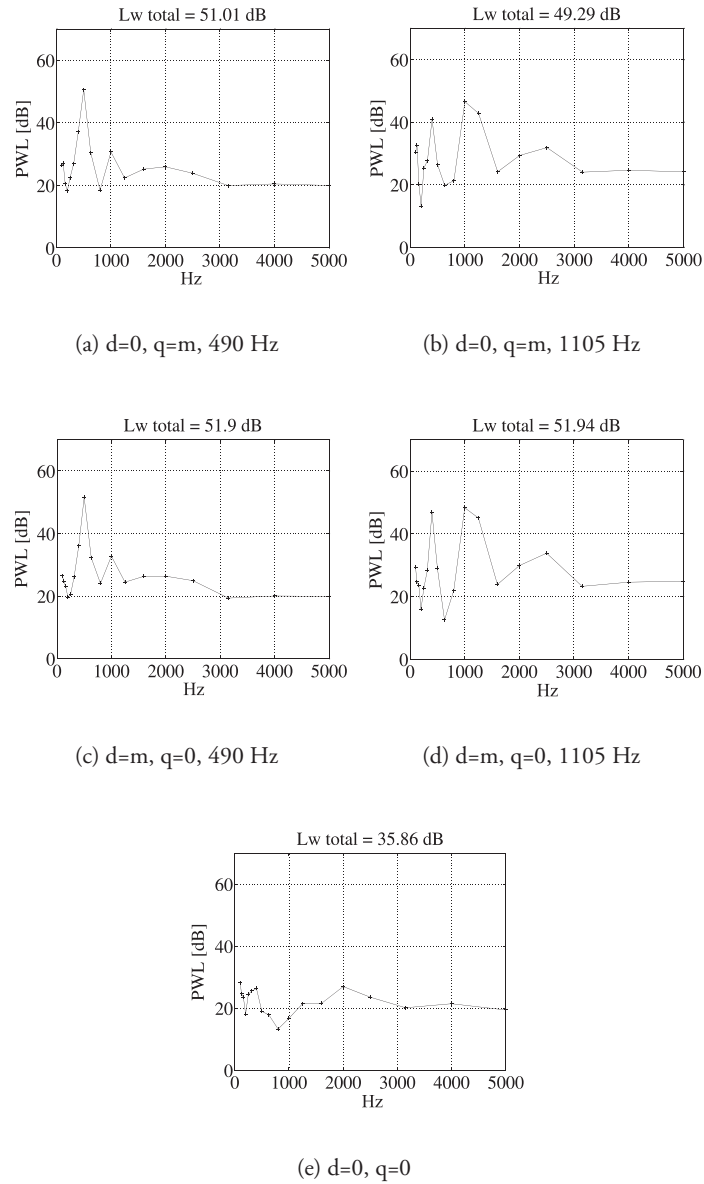 Lw total = 51.01 dB
PWL [dB]
60
40
20
0
0 1000 2000 3000 4000 5000
Hz
(a) d=0, q=m, 490 Hz
Lw total = 49.29 dB
PWL [dB]
60
40
20
0
0 1000 2000 3000 4000 5000
Hz
(b) d=0, q=m, 1105 Hz
Lw total = 51.9 dB
PWL [dB]
60
40
20
0
0 1000 2000 3000 4000 5000
Hz
(c) d=m, q=0, 490 Hz
Lw total = 51.94 dB
PWL [dB]
60
40
20
0
0 1000 2000 3000 4000 5000
Hz
(d) d=m, q=0, 1105 Hz
Lw total = 35.86 dB
PWL [dB]
60
40
20
0
0 1000 2000 3000 4000 5000
Hz
(e) d=0, q=0